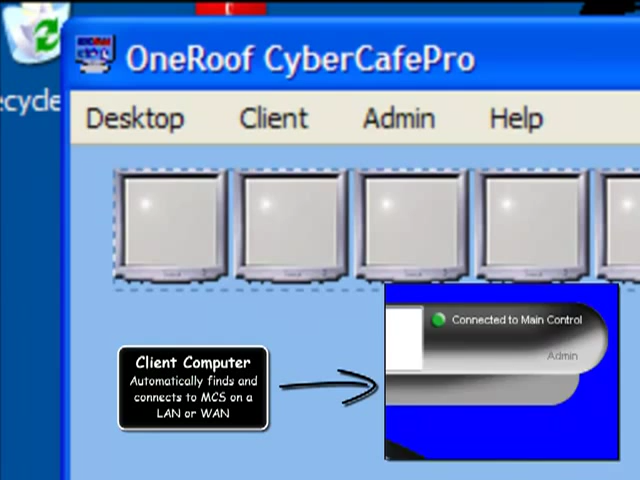 OneRoof CyberCafePro
ecycle
Desktop Client Admin Help
Connected to Main Control
Admin
Client Computer
Automatically finds and
connects to MCS on a
LAN or WAN